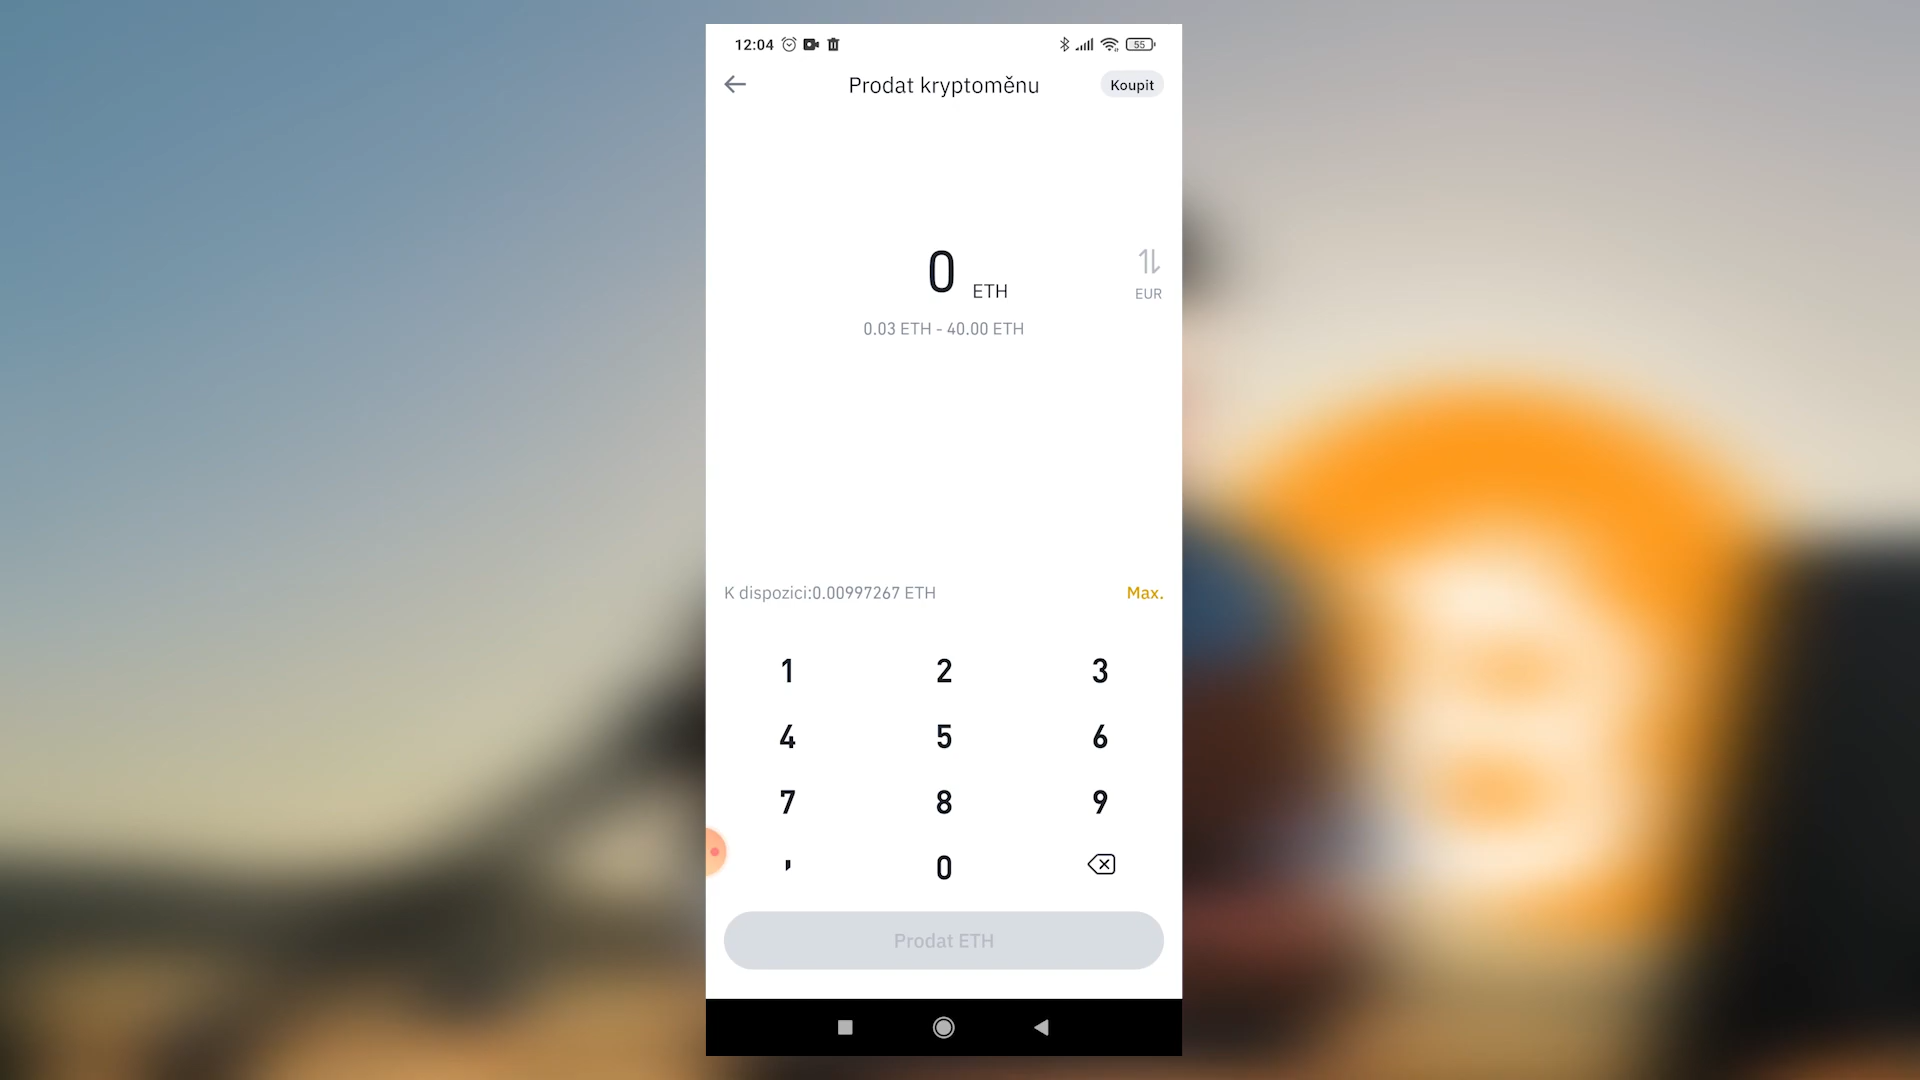 12:04
55
Prodat kryptoměnu
Koupit
0 ETH
EUR
0.03 ETH - 40.00 ETH
K dispozici:0.00997267 ETH
Max.
1 2 3
4 5 6
7 8 9
, 0
Prodat ETH